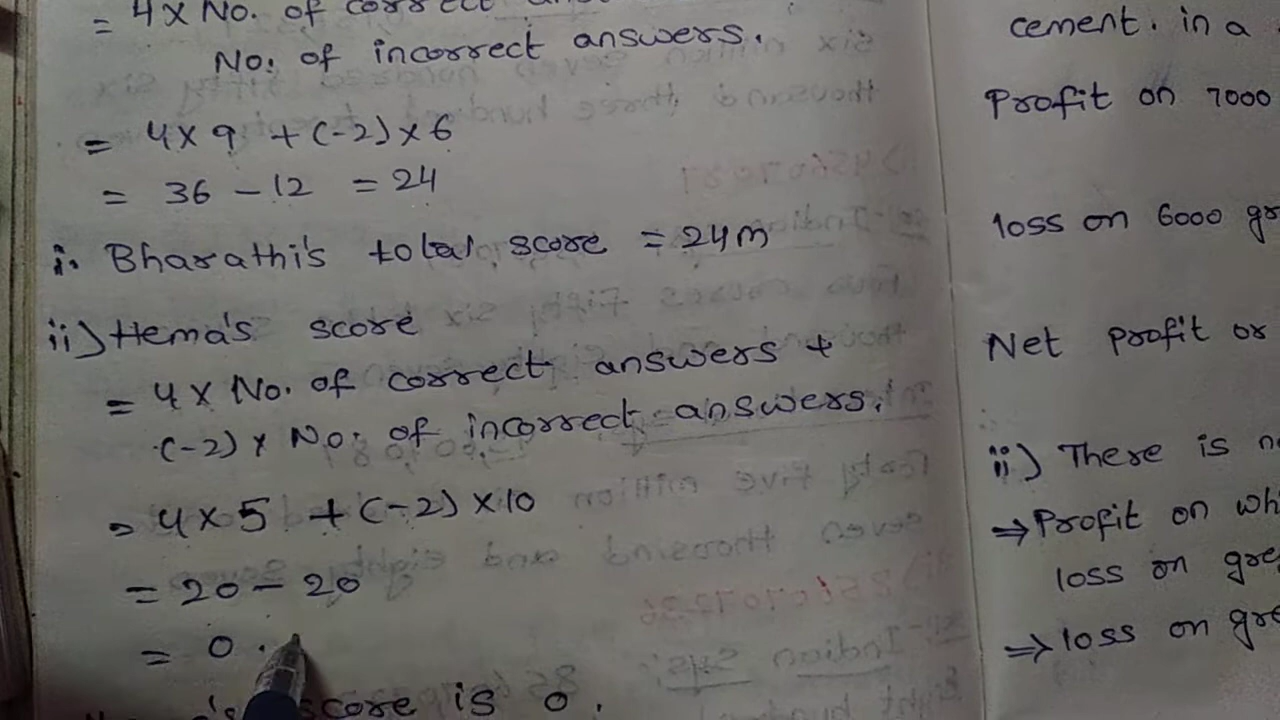 = 4 x No. of correct
No. of incorrect answers.
= 4 x 9 + (-2) x 6
= 36 - 12 = 24
i. Bharathi's total score = 24m
ii) Hema's score
= 4 x No. of correct answers +
(-2) x No. of incorrect answers.
= 4 x 5 + (-2) x 10
= 20 - 20
= 0.
score is 0.
cement. in a
Profit on 7000
loss on 6000
Net profit or
ii) There is
⇒ Profit on
loss on
⇒ loss on